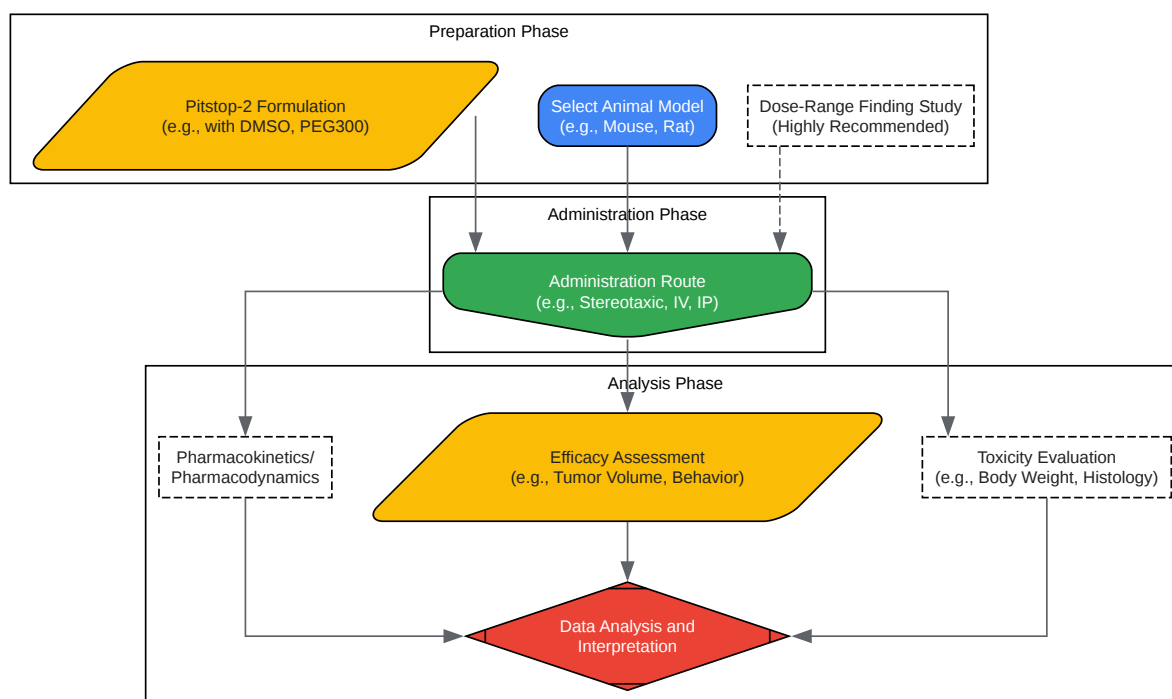 Preparation Phase
Pitstop-2 Formulation
(e.g., with DMSO, PEG300)
Select Animal Model
(e.g., Mouse, Rat)
Dose-Range Finding Study
(Highly Recommended)
Administration Phase
Administration Route
(e.g., Stereotaxic, IV, IP)
Analysis Phase
Pharmacokinetics/
Pharmacodynamics
Efficacy Assessment
(e.g., Tumor Volume, Behavior)
Toxicity Evaluation
(e.g., Body Weight, Histology)
Data Analysis and
Interpretation